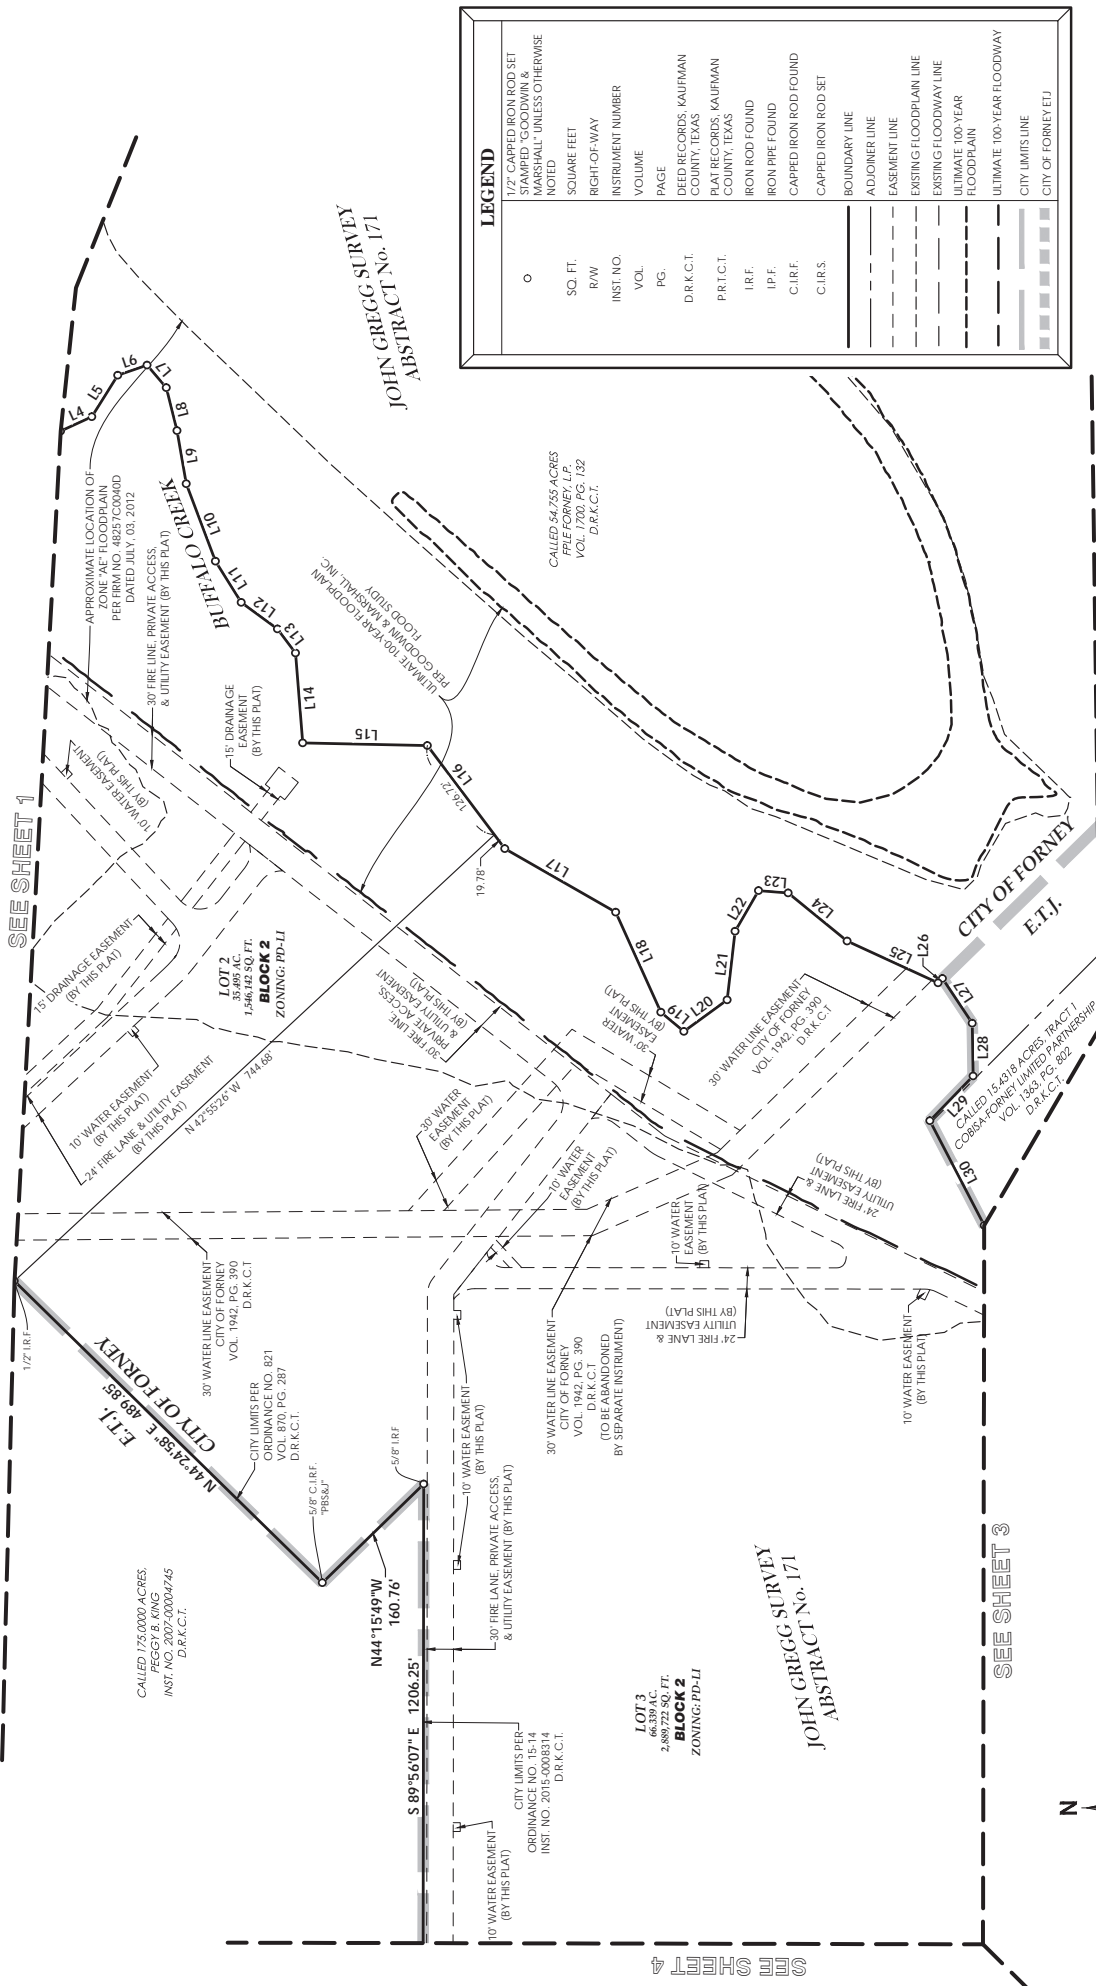 LEGEND
1/2" CAPPED IRON ROD SET
STAMPED "GOODWIN &
MARSHALL" UNLESS OTHERWISE
NOTED
SQ. FT.
SQUARE FEET
R/W
RIGHT-OF-WAY
INST. NO.
INSTRUMENT NUMBER
VOL.
VOLUME
PG.
PAGE
D.R.K.C.T.
DEED RECORDS, KAUFMAN
COUNTY, TEXAS
P.R.T.C.T.
PLAT RECORDS, KAUFMAN
COUNTY, TEXAS
I.R.F.
IRON ROD FOUND
I.P.F.
IRON PIPE FOUND
C.I.R.F.
CAPPED IRON ROD FOUND
C.I.R.S.
CAPPED IRON ROD SET
BOUNDARY LINE
ADJOINER LINE
EASEMENT LINE
EXISTING FLOODPLAIN LINE
EXISTING FLOODWAY LINE
ULTIMATE 100-YEAR
FLOODPLAIN
ULTIMATE 100-YEAR FLOODWAY
CITY LIMITS LINE
CITY OF FORNEY ETJ
SEE SHEET 1
1/2" I.R.F.
E.T.J.
CITY OF FORNEY
N 44°24'58" E 489.85'
CALLED 175.0000 ACRES,
PEGGY B. KING
INST. NO. 2007-00004745
D.R.K.C.T.
CITY LIMITS PER
ORDINANCE NO. 821
VOL. 870, PG. 287
D.R.K.C.T.
30' WATER LINE EASEMENT
CITY OF FORNEY
VOL. 1942, PG. 390
D.R.K.C.T
5/8" C.I.R.F.
"PBS&J"
5/8" I.R.F
N44°15'49"W
160.76'
S 89°56'07" E 1206.25'
CITY LIMITS PER
ORDINANCE NO. 15-14
INST. NO. 2015-0008314
D.R.K.C.T.
10' WATER EASEMENT
(BY THIS PLAT)
30' FIRE LANE, PRIVATE ACCESS,
& UTILITY EASEMENT (BY THIS PLAT)
10' WATER EASEMENT
(BY THIS PLAT)
LOT 3
66.339 AC.
2,889,722 SQ. FT.
BLOCK 2
ZONING: PD-LI
JOHN GREGG SURVEY
ABSTRACT No. 171
SEE SHEET 3
SEE SHEET 4
N
30' WATER LINE EASEMENT
CITY OF FORNEY
VOL. 1942, PG. 390
D.R.K.C.T
(TO BE ABANDONED
BY SEPARATE INSTRUMENT)
24' FIRE LANE &
UTILITY EASEMENT
(BY THIS PLAT)
10' WATER EASEMENT
(BY THIS PLAT)
10' WATER
EASEMENT
(BY THIS PLAT)
24' FIRE LANE &
UTILITY EASEMENT
(BY THIS PLAT)
10' WATER
EASEMENT
(BY THIS PLAT)
30' WATER
EASEMENT
(BY THIS PLAT)
30' WATER
EASEMENT
(BY THIS PLAT)
30' WATER LINE EASEMENT
CITY OF FORNEY
VOL. 1942, PG. 390
D.R.K.C.T
30' FIRE LINE,
PRIVATE ACCESS,
& UTILITY EASEMENT
(BY THIS PLAT)
N 42°55'26" W 744.68'
24' FIRE LANE & UTILITY EASEMENT
(BY THIS PLAT)
10' WATER EASEMENT
(BY THIS PLAT)
15' DRAINAGE EASEMENT
(BY THIS PLAT)
LOT 2
35.495 AC.
1,546,142 SQ. FT.
BLOCK 2
ZONING: PD-LI
10' WATER EASEMENT
(BY THIS PLAT)
15' DRAINAGE
EASEMENT
(BY THIS PLAT)
30' FIRE LINE, PRIVATE ACCESS,
& UTILITY EASEMENT (BY THIS PLAT)
APPROXIMATE LOCATION OF
ZONE "AE" FLOODPLAIN
PER FIRM NO. 48257C0040D
DATED JULY, 03, 2012
BUFFALO CREEK
ULTIMATE 100-YEAR FLOODPLAIN
PER GOODWIN & MARSHALL, INC.
FLOOD STUDY
JOHN GREGG SURVEY
ABSTRACT No. 171
CALLED 54.755 ACRES
FPLE FORNEY, L.P.
VOL. 1700, PG. 132
D.R.K.C.T.
L4
L5
L6
L7
L8
L9
L10
L11
L12
L13
L14
L15
L16
126.72'
19.78'
L17
L18
L19
L20
L21
L22
L23
L24
L25
L26
L27
L28
L29
L30
CITY OF FORNEY
E.T.J.
CALLED 15.4318 ACRES, TRACT 1
COBISA-FORNEY LIMITED PARTNERSHIP
VOL. 1363, PG. 802
D.R.K.C.T.